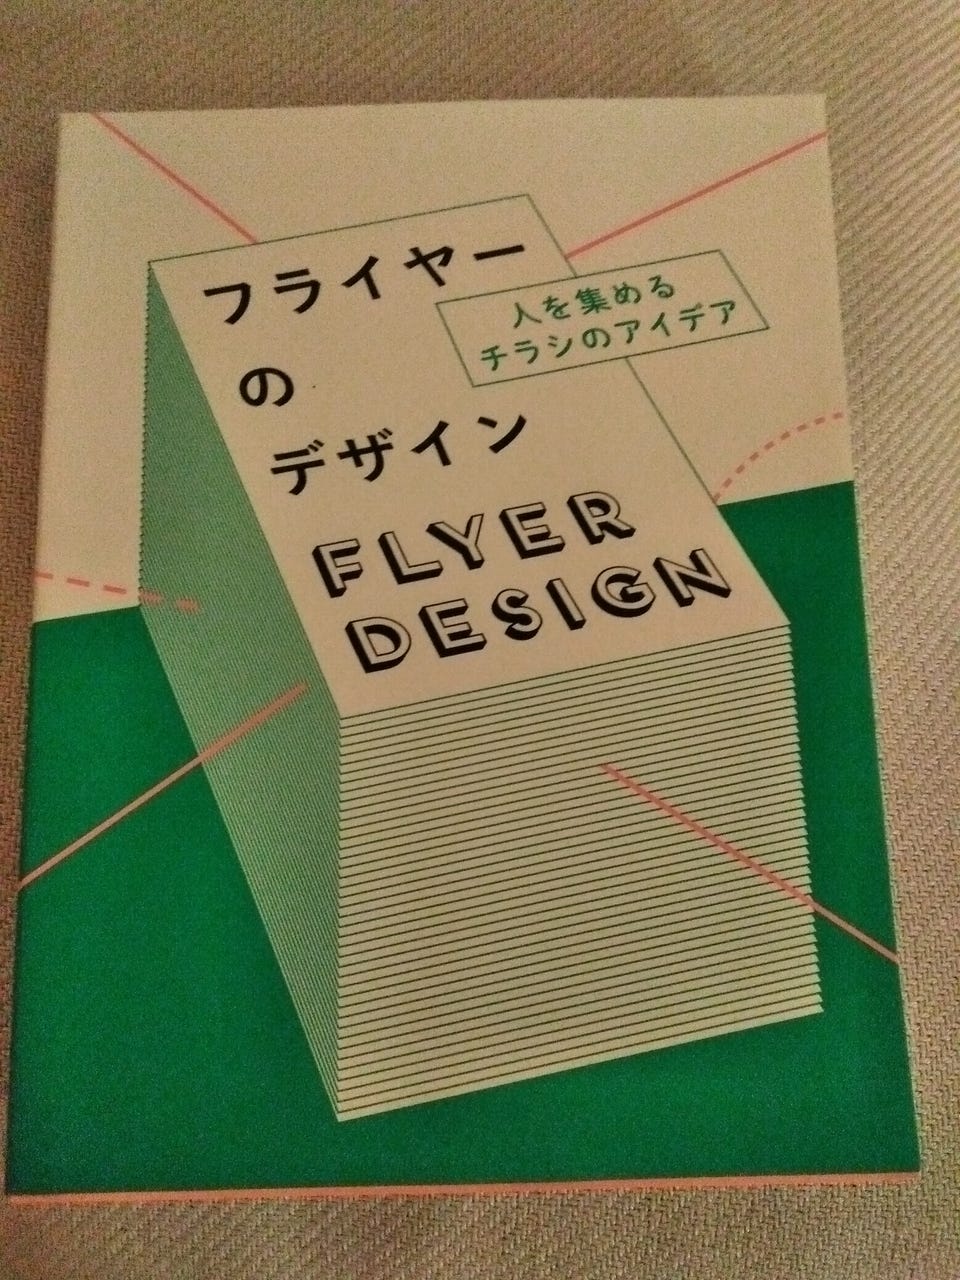 フライヤー
の
デザイン
人を集める
チラシのアイデア
FLYER
DESIGN